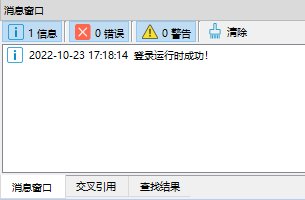 消息窗口
1 信息 0 错误 0 警告 清除
2022-10-23 17:18:14 登录运行时成功！
消息窗口 交叉引用 查找结果